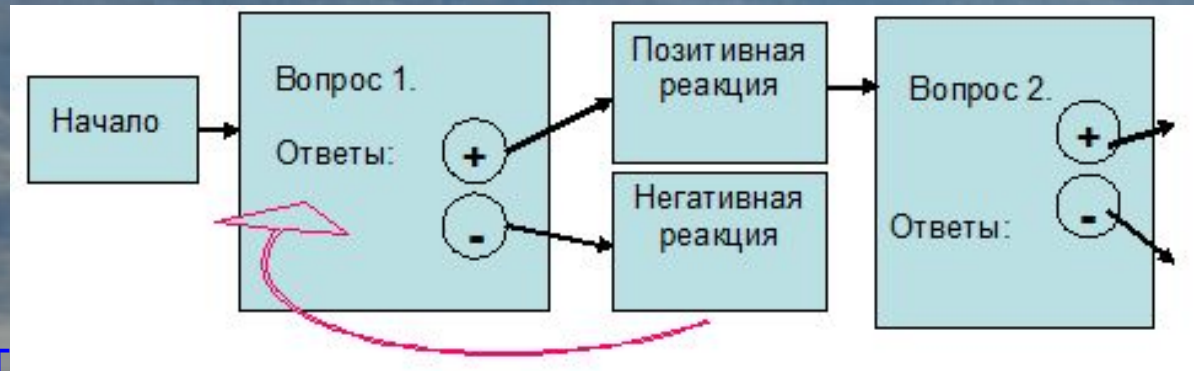 Начало
Вопрос 1.
Ответы:
+
-
Позитивная
реакция
Негативная
реакция
Вопрос 2.
Ответы:
+
-